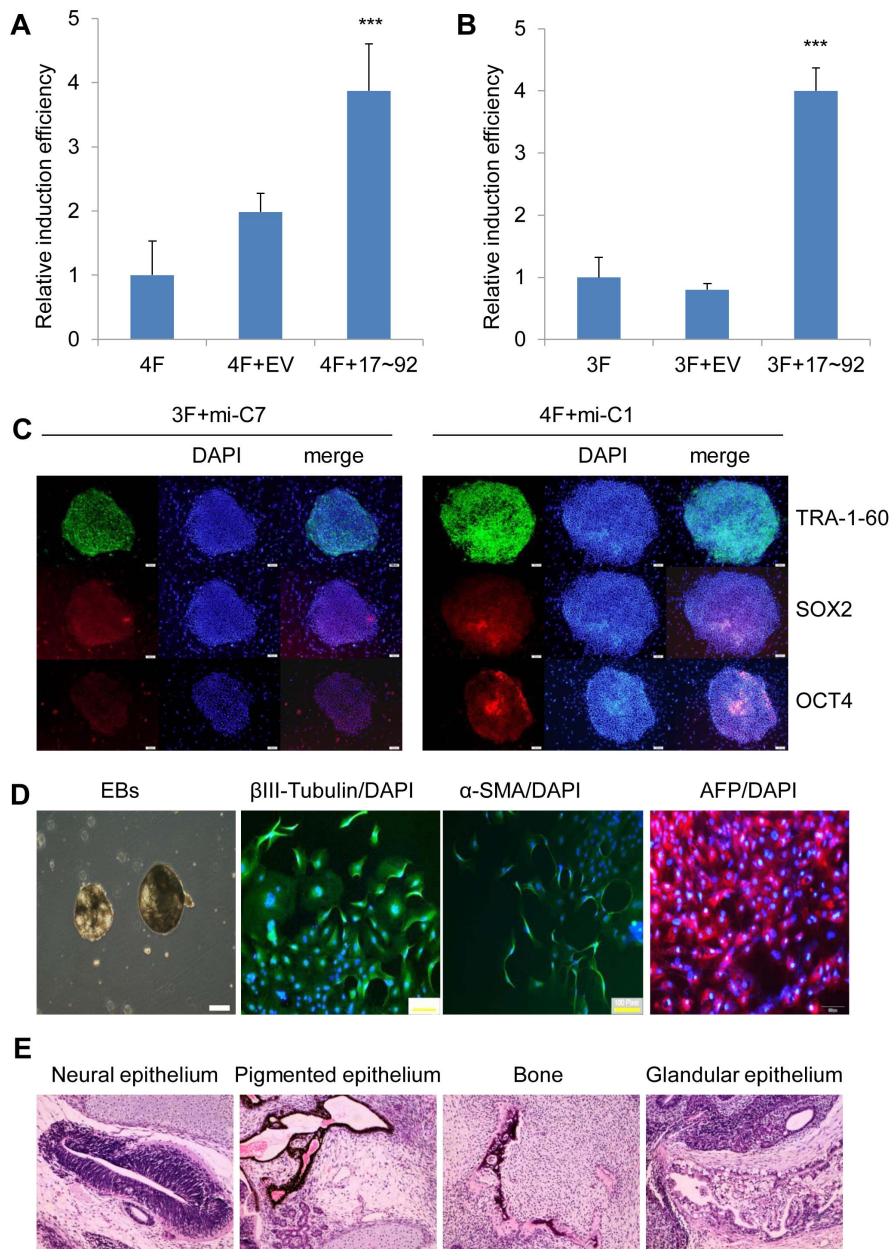 A
Relative induction efficiency
5
4
3
2
1
0
***
4F
4F+EV
4F+17~92
B
Relative induction efficiency
5
4
3
2
1
0
***
3F
3F+EV
3F+17~92
C
3F+mi-C7
4F+mi-C1
DAPI
merge
DAPI
merge
TRA-1-60
SOX2
OCT4
D
EBs
βIII-Tubulin/DAPI
α-SMA/DAPI
AFP/DAPI
E
Neural epithelium
Pigmented epithelium
Bone
Glandular epithelium